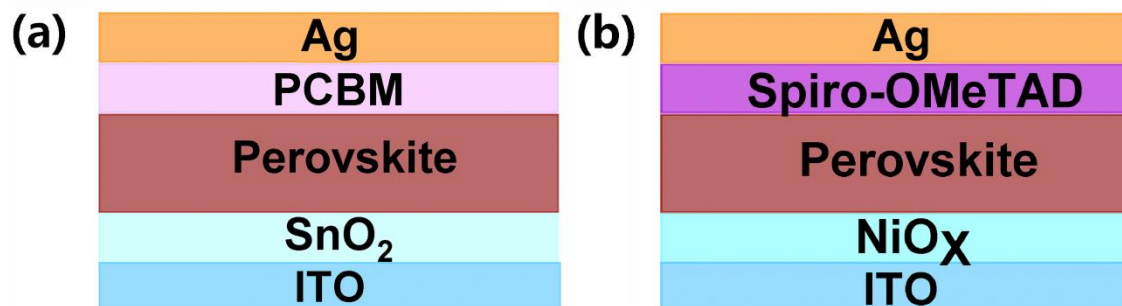 (a)
Ag
PCBM
Perovskite
SnO₂
ITO
(b)
Ag
Spiro-OMeTAD
Perovskite
NiOX
ITO